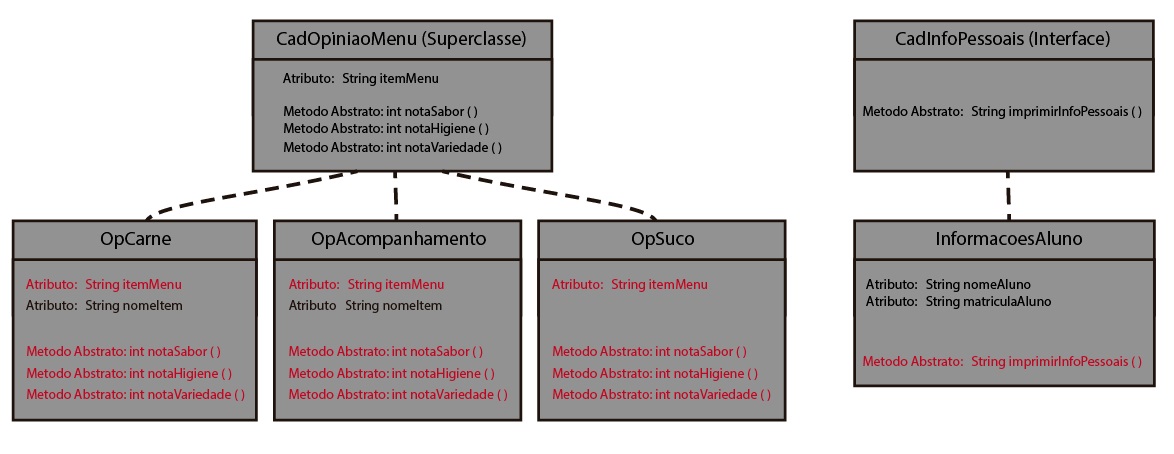 CadOpiniaoMenu (Superclasse)
Atributo: String itemMenu
Metodo Abstrato: int notaSabor ( )
Metodo Abstrato: int notaHigiene ( )
Metodo Abstrato: int notaVariedade ( )
CadInfoPessoais (Interface)
Metodo Abstrato: String imprimirInfoPessoais ( )
OpCarne
Atributo: String itemMenu
Atributo: String nomeItem
Metodo Abstrato: int notaSabor ( )
Metodo Abstrato: int notaHigiene ( )
Metodo Abstrato: int notaVariedade ( )
OpAcompanhamento
Atributo: String itemMenu
Atributo String nomeItem
Metodo Abstrato: int notaSabor ( )
Metodo Abstrato: int notaHigiene ( )
Metodo Abstrato: int notaVariedade ( )
OpSuco
Atributo: String itemMenu
Metodo Abstrato: int notaSabor ( )
Metodo Abstrato: int notaHigiene ( )
Metodo Abstrato: int notaVariedade ( )
InformacoesAluno
Atributo: String nomeAluno
Atributo: String matriculaAluno
Metodo Abstrato: String imprimirInfoPessoais ( )